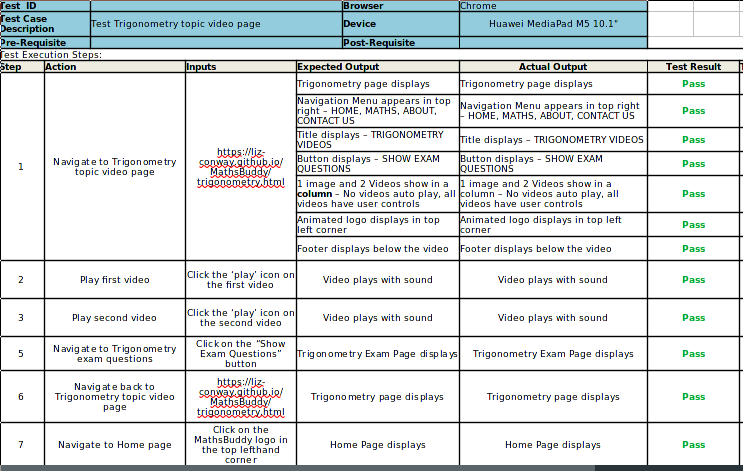 Test ID
Browser
Chrome
Test Case
Description
Test Trigonometry topic video page
Device
Huawei MediaPad M5 10.1"
Pre-Requisite
Post-Requisite
Test Execution Steps:
Step
Action
Inputs
Expected Output
Actual Output
Test Result
1
Navigate to Trigonometry
topic video page
https://liz-
conway.github.io/
MathsBuddy/
trigonometry.html
Trigonometry page displays
Trigonometry page displays
Pass
Navigation Menu appears in top
right – HOME, MATHS, ABOUT,
CONTACT US
Navigation Menu appears in top right
– HOME, MATHS, ABOUT, CONTACT US
Pass
Title displays – TRIGONOMETRY
VIDEOS
Title displays – TRIGONOMETRY VIDEOS
Pass
Button displays – SHOW EXAM
QUESTIONS
Button displays – SHOW EXAM
QUESTIONS
Pass
1 image and 2 Videos show in a
column – No videos auto play, all
videos have user controls
1 image and 2 Videos show in a
column – No videos auto play, all
videos have user controls
Pass
Animated logo displays in top
left corner
Animated logo displays in top left
corner
Pass
Footer displays below the video
Footer displays below the video
Pass
2
Play first video
Click the ‘play’ icon on
the first video
Video plays with sound
Video plays with sound
Pass
3
Play second video
Click the ‘play’ icon on
the second video
Video plays with sound
Video plays with sound
Pass
5
Navigate to Trigonometry
exam questions
Click on the “Show
Exam Questions”
button
Trigonometry Exam Page displays
Trigonometry Exam Page displays
Pass
6
Navigate back to
Trigonometry topic video
page
https://liz-
conway.github.io/
MathsBuddy/
trigonometry.html
Trigonometry page displays
Trigonometry page displays
Pass
7
Navigate to Home page
Click on the
MathsBuddy logo in
the top lefthand
corner
Home Page displays
Home Page displays
Pass